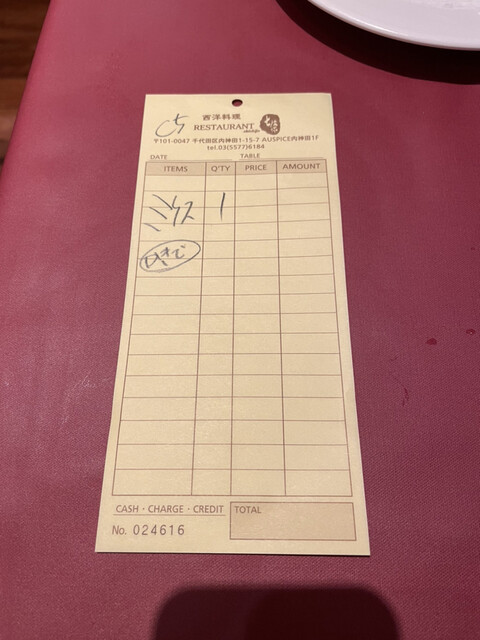 C5
西洋料理
RESTAURANT
〒101-0047 千代田区内神田1-15-7 AUSPICE内神田1F
tel.03(5577)6184
DATE TABLE
ITEMS Q'TY PRICE AMOUNT
ミックス 1
CASH・CHARGE・CREDIT TOTAL
No. 024616